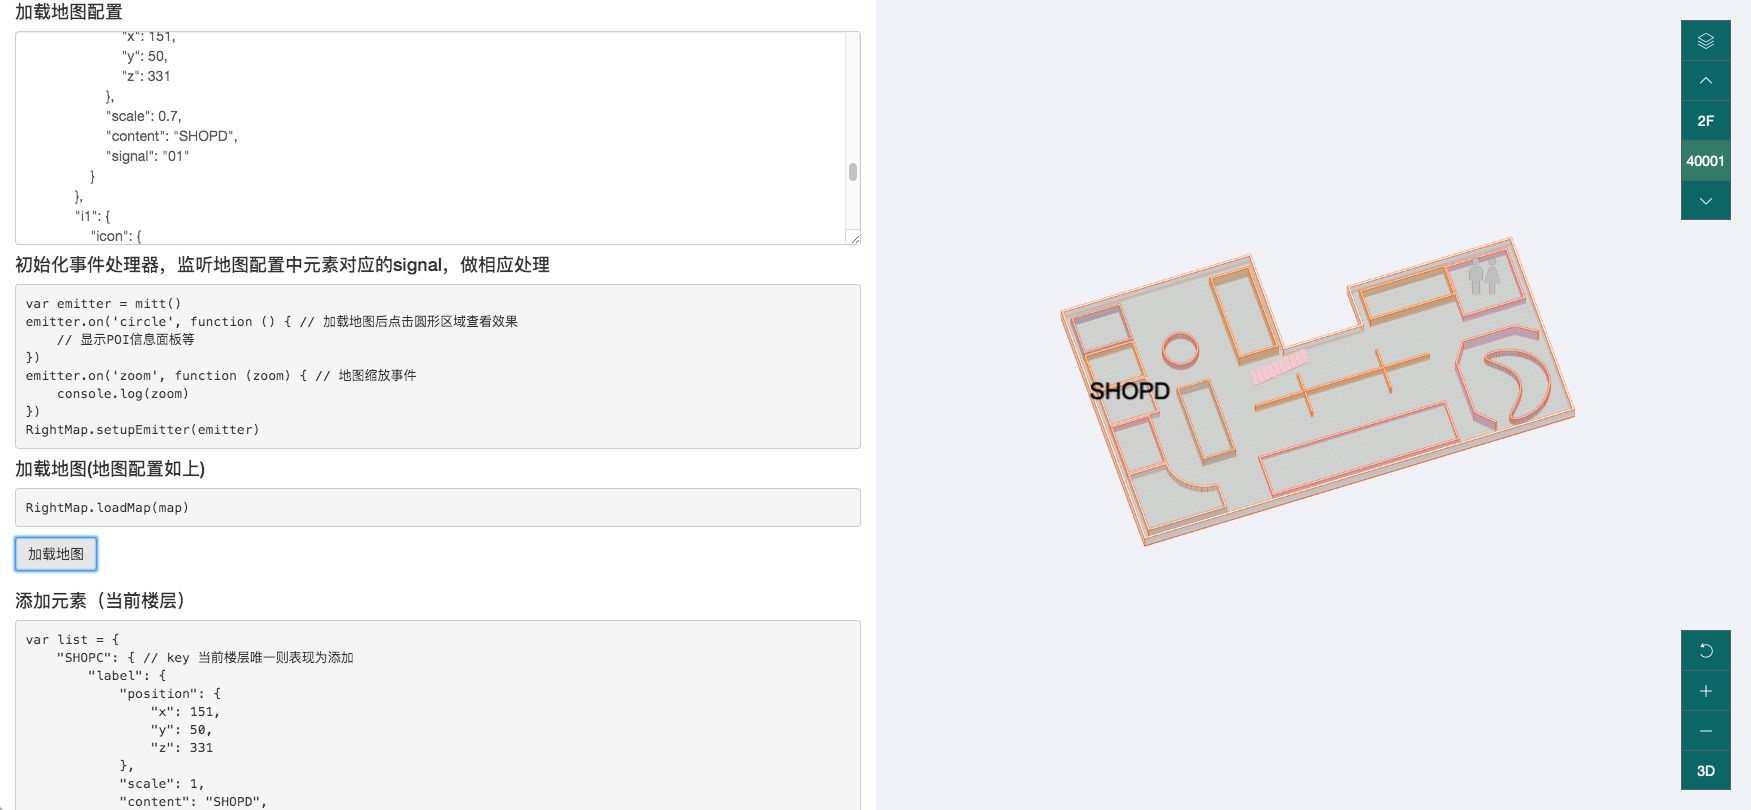 加载地图配置
"x": 151,
"y": 50,
"z": 331
},
"scale": 0.7,
"content": "SHOPD",
"signal": "01"
}
},
"i1": {
"icon": {
初始化事件处理器，监听地图配置中元素对应的signal，做相应处理
var emitter = mitt()
emitter.on('circle', function () { // 加载地图后点击圆形区域查看效果
// 显示POI信息面板等
})
emitter.on('zoom', function (zoom) { // 地图缩放事件
console.log(zoom)
})
RightMap.setupEmitter(emitter)
加载地图(地图配置如上)
RightMap.loadMap(map)
加载地图
添加元素（当前楼层）
var list = {
"SHOPC": { // key 当前楼层唯一则表现为添加
"label": {
"position": {
"x": 151,
"y": 50,
"z": 331
},
"scale": 1,
"content": "SHOPD",
SHOPD
2F
40001
3D